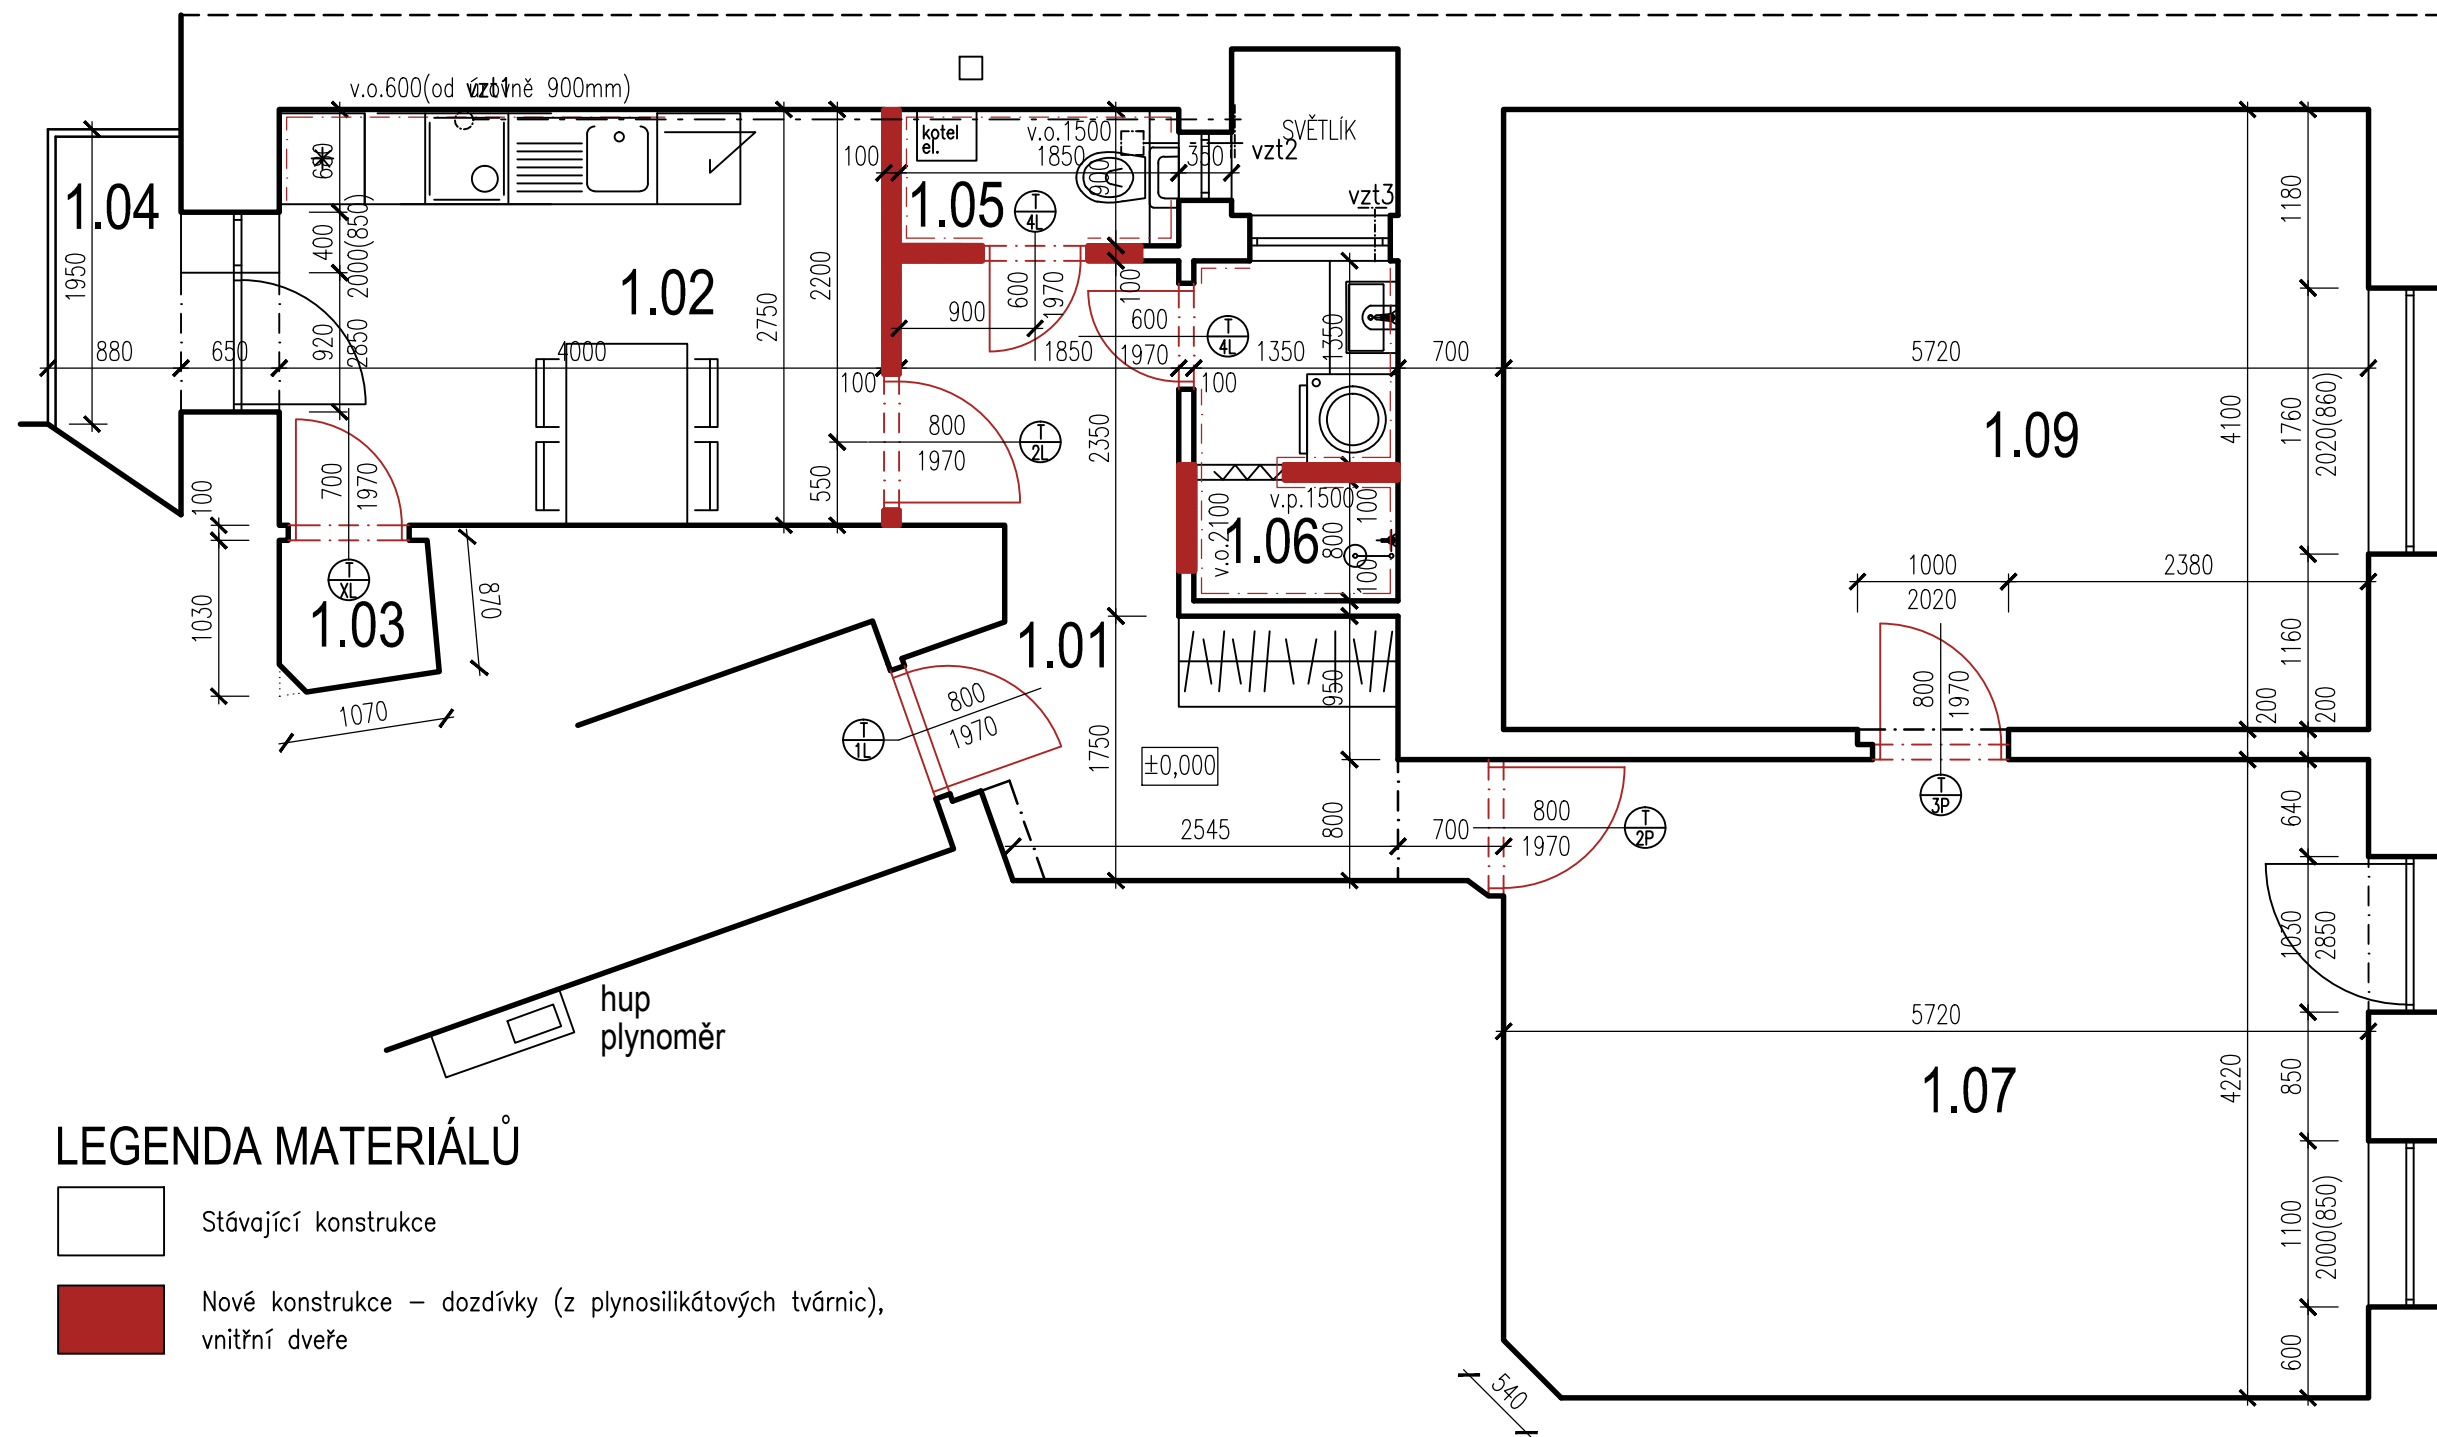 v.o.600(od úrovně 900mm)
vzt1
kotel
el.
v.o.1500
SVĚTLÍK
vzt2
vzt3
100
1850
350
900
600
400
2000(850)
920
2850
1.04
1950
1.02
1.05
T
4L
2200
2750
1180
880
650
4000
900
600
1970
100
1850
600
1970
T
4L
1350
1350
700
5720
100
100
700
1970
800
1970
T
2L
2350
550
1.09
4100
1760
2020(860)
100
1030
T
XL
1.03
870
1070
v.p.1500
v.o.2100
1.06
800
100
100
1.01
1000
2020
2380
1160
200
200
800
1970
T
3P
800
1970
T
1L
1750
950
±0,000
2545
800
700
800
1970
T
2P
640
1030
2850
hup
plynoměr
5720
1.07
4220
850
1100
2000(850)
600
540
LEGENDA MATERIÁLŮ
Stávající konstrukce
Nové konstrukce – dozdívky (z plynosilikátových tvárnic),
vnitřní dveře